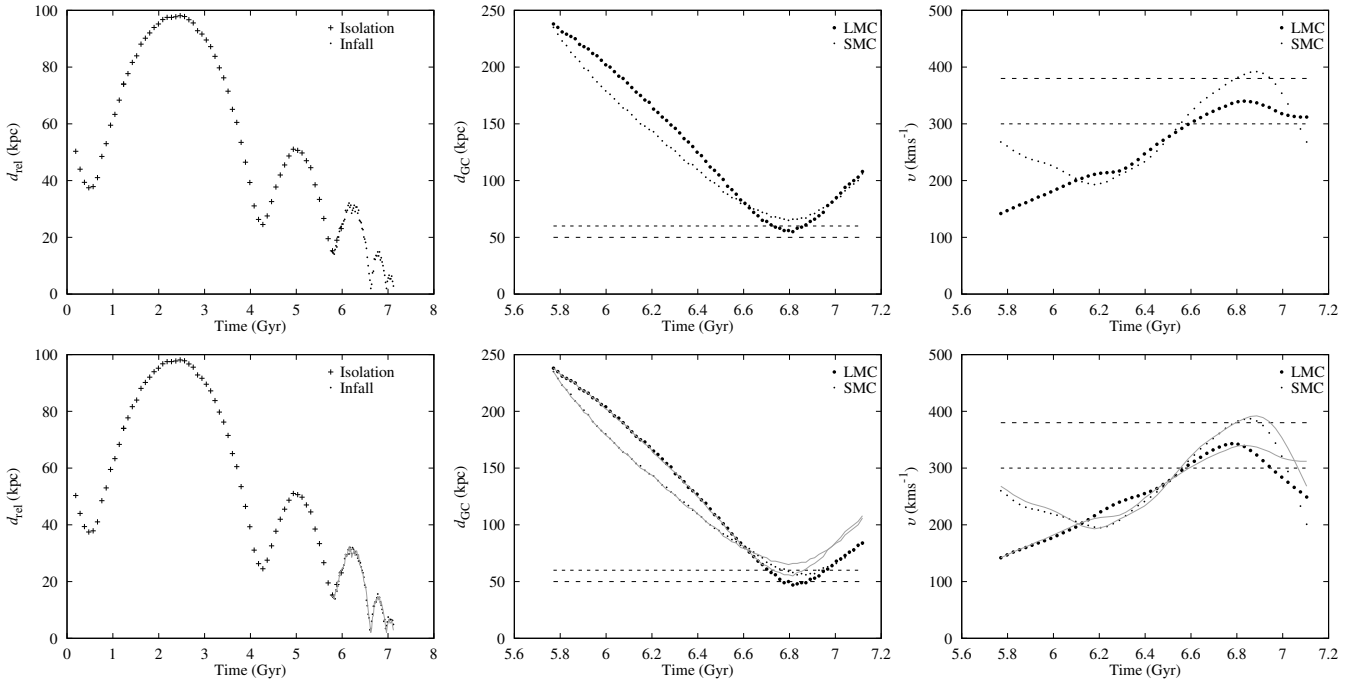 100
80
60
40
20
0
d_rel (kpc)
Isolation
Infall
0 1 2 3 4 5 6 7 8
Time (Gyr)
250
200
150
100
50
0
d_GC (kpc)
LMC
SMC
5.6 5.8 6 6.2 6.4 6.6 6.8 7 7.2
Time (Gyr)
500
400
300
200
100
0
υ (kms⁻¹)
LMC
SMC
5.6 5.8 6 6.2 6.4 6.6 6.8 7 7.2
Time (Gyr)
100
80
60
40
20
0
d_rel (kpc)
Isolation
Infall
0 1 2 3 4 5 6 7 8
Time (Gyr)
250
200
150
100
50
0
d_GC (kpc)
LMC
SMC
5.6 5.8 6 6.2 6.4 6.6 6.8 7 7.2
Time (Gyr)
500
400
300
200
100
0
υ (kms⁻¹)
LMC
SMC
5.6 5.8 6 6.2 6.4 6.6 6.8 7 7.2
Time (Gyr)